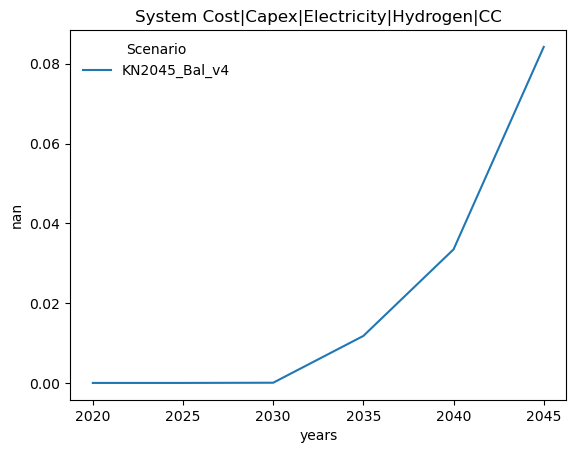 System Cost|Capex|Electricity|Hydrogen|CC
Scenario
KN2045_Bal_v4
0.08
0.06
0.04
0.02
0.00
nan
2020 2025 2030 2035 2040 2045
years